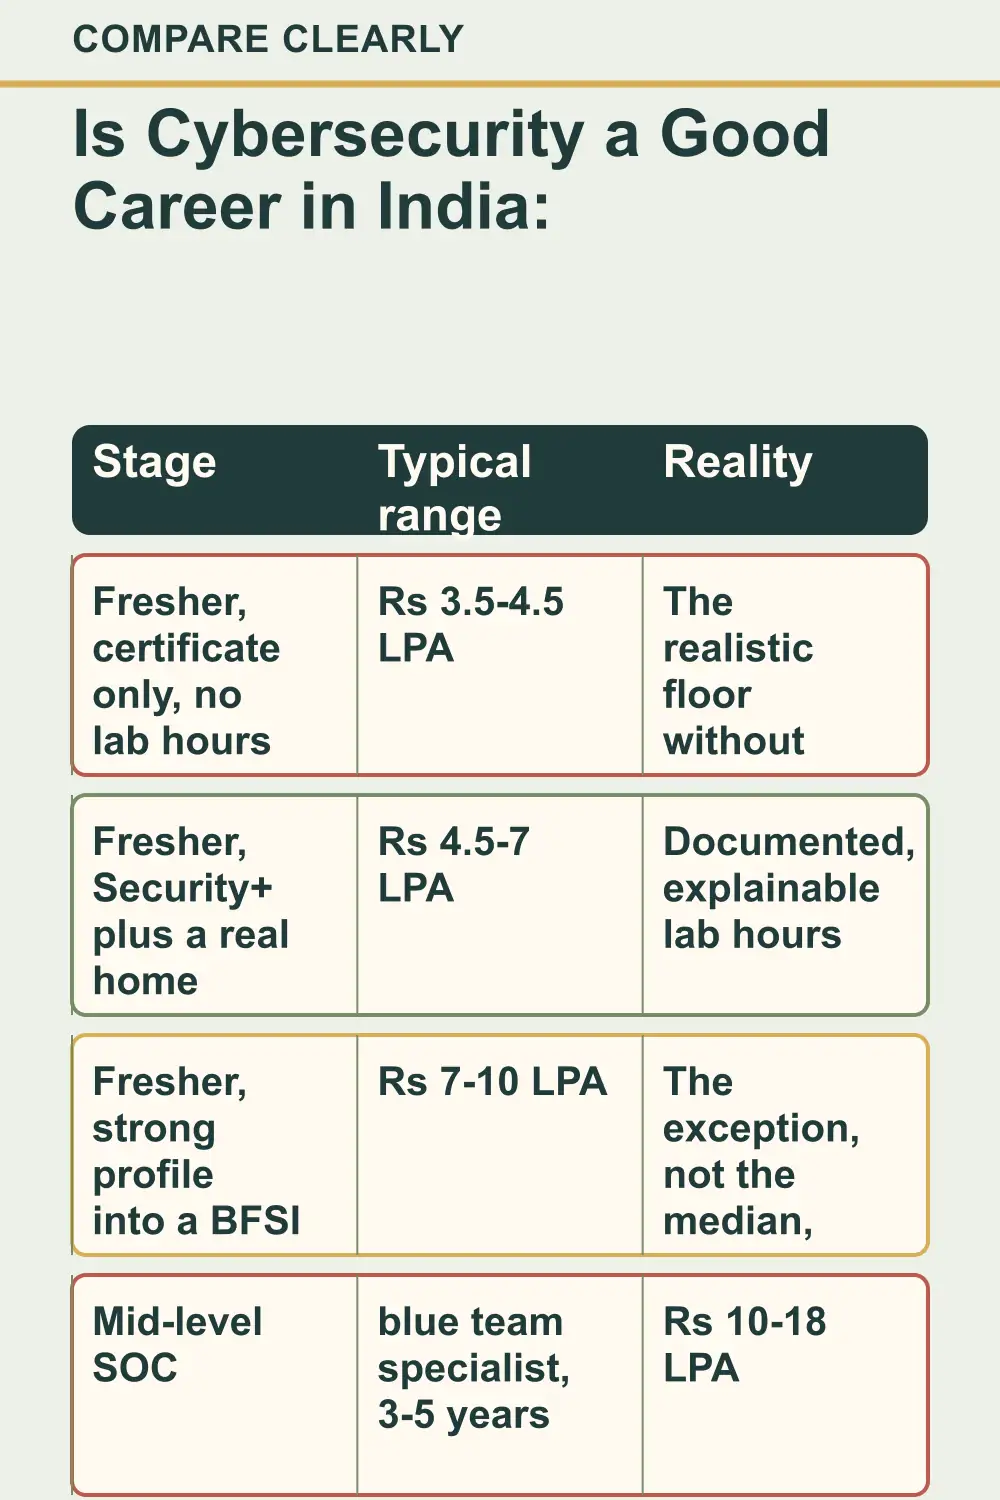 COMPARE CLEARLY
Is Cybersecurity a Good
Career in India:
Stage
Typical
range
Reality
Fresher,
certificate
only, no
lab hours
Rs 3.5-4.5
LPA
The
realistic
floor
without
Fresher,
Security+
plus a real
home
Rs 4.5-7
LPA
Documented,
explainable
lab hours
Fresher,
strong
profile
into a BFSI
Rs 7-10 LPA
The
exception,
not the
median,
Mid-level
SOC
blue team
specialist,
3-5 years
Rs 10-18
LPA